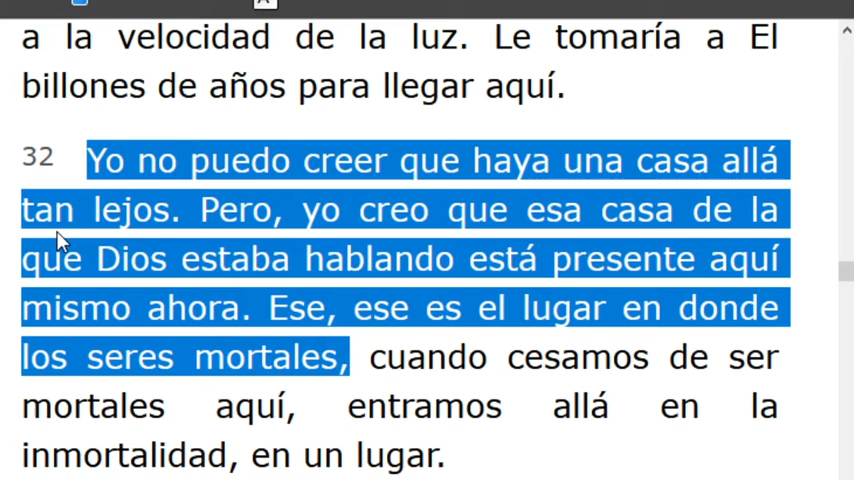 a la velocidad de la luz. Le tomaría a El
billones de años para llegar aquí.
32 Yo no puedo creer que haya una casa allá
tan lejos. Pero, yo creo que esa casa de la
que Dios estaba hablando está presente aquí
mismo ahora. Ese, ese es el lugar en donde
los seres mortales, cuando cesamos de ser
mortales aquí, entramos allá en la
inmortalidad, en un lugar.